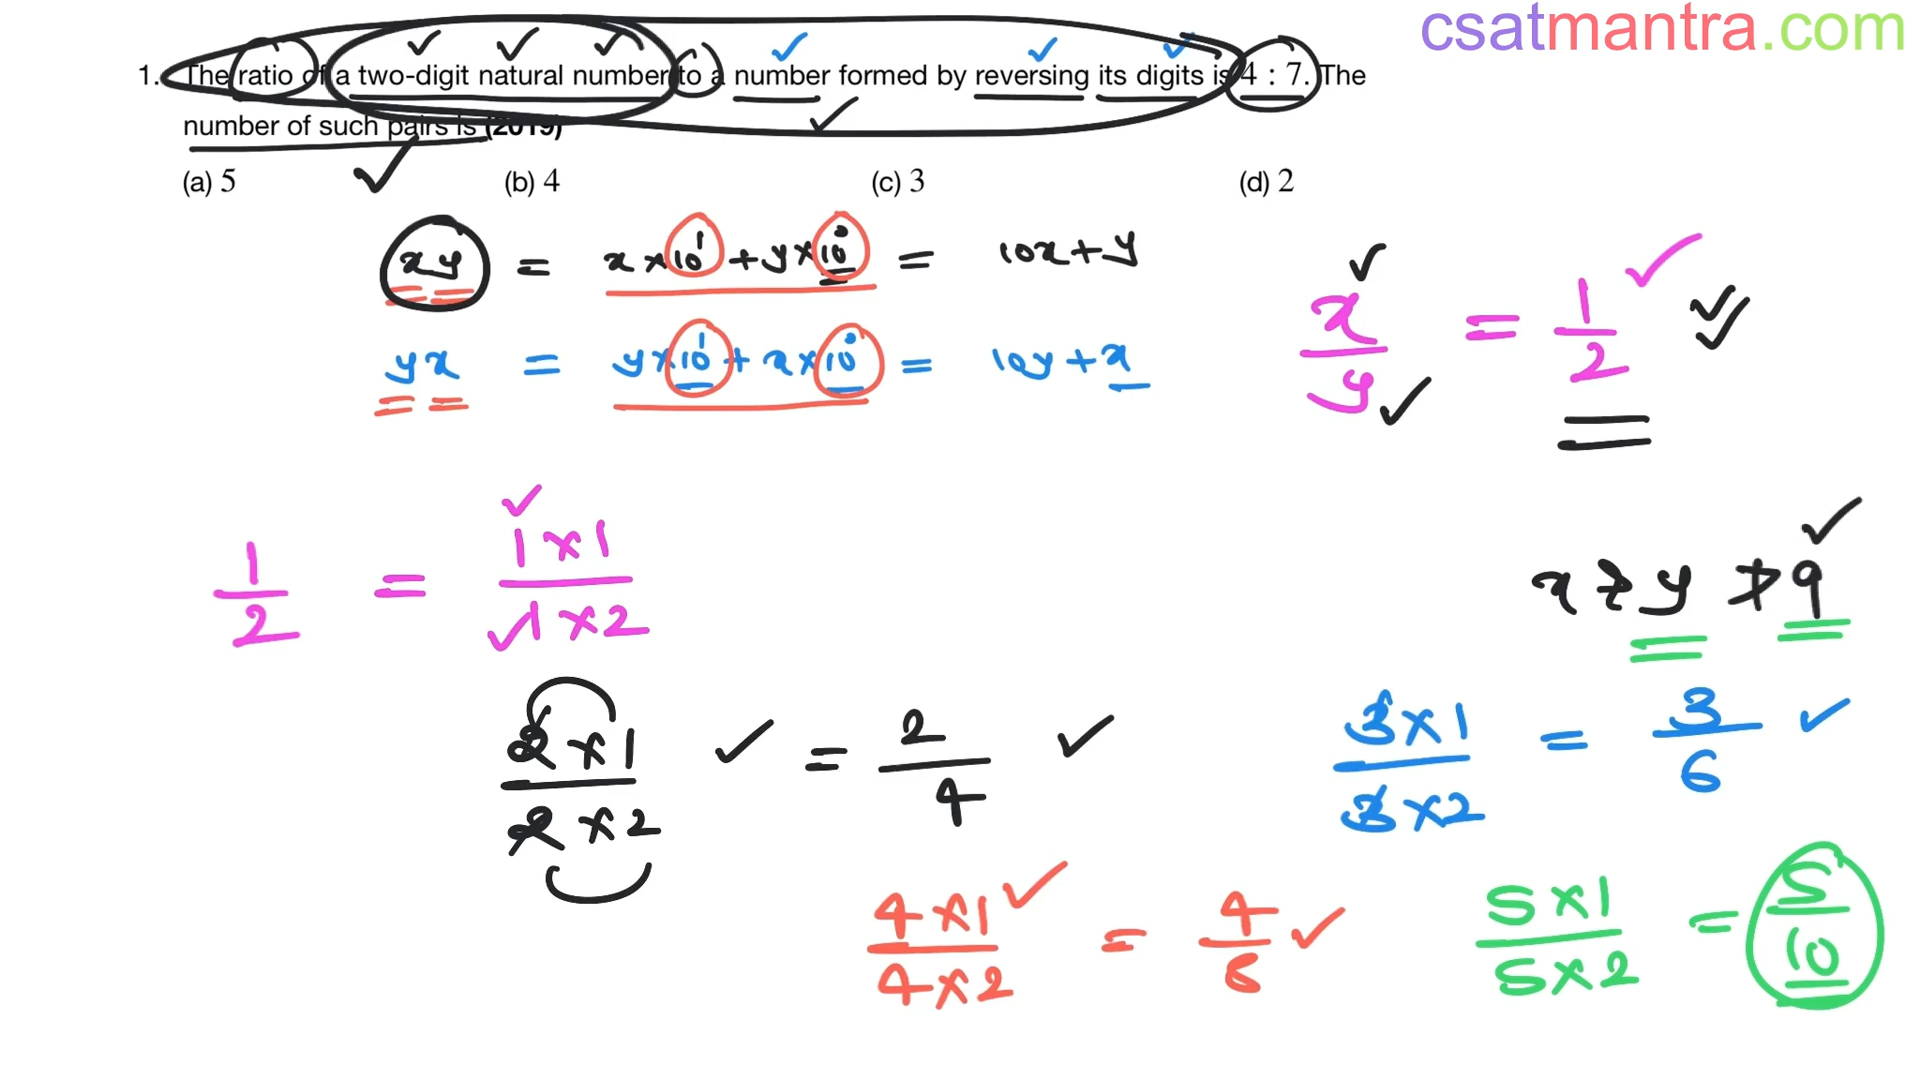 csatmantra.com
1. The ratio of a two-digit natural number to a number formed by reversing its digits is 4 : 7. The
number of such pairs is (2019)
(a) 5 (b) 4 (c) 3 (d) 2
xy = x×10¹ + y×10⁰ = 10x + y
yx = y×10¹ + x×10⁰ = 10y + x
x/y = 1/2
1/2 = 1×1/1×2
x ≯ y ≯ 9
2×1/2×2 = 2/4
3×1/3×2 = 3/6
4×1/4×2 = 4/8
5×1/5×2 = 5/10